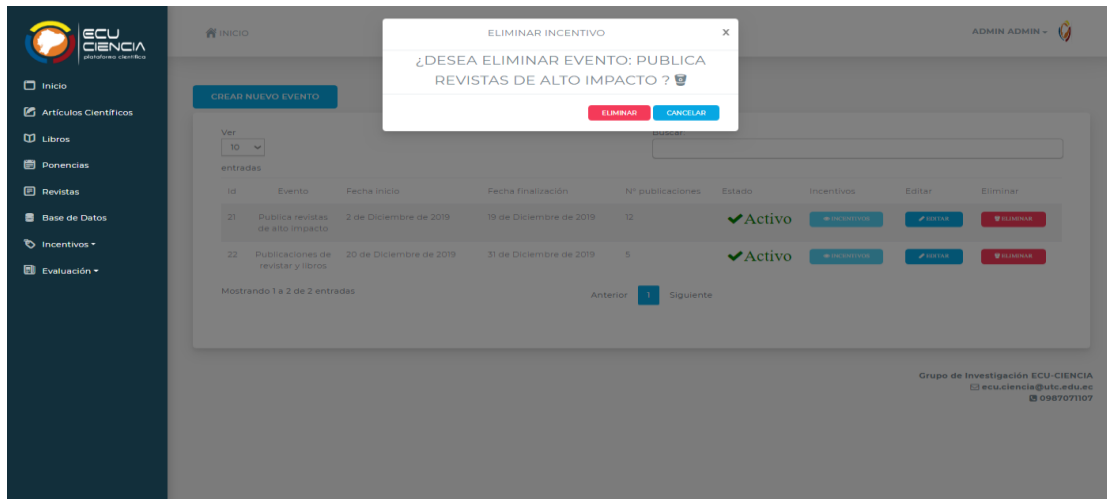 ECU
CIENCIA
plataforma científica
Inicio
Artículos Científicos
Libros
Ponencias
Revistas
Base de Datos
Incentivos
Evaluación
INICIO
ADMIN ADMIN
ELIMINAR INCENTIVO
X
¿DESEA ELIMINAR EVENTO: PUBLICA
REVISTAS DE ALTO IMPACTO ?
ELIMINAR CANCELAR
CREAR NUEVO EVENTO
Ver
10
entradas
Buscar:
Id Evento Fecha inicio Fecha finalización N° publicaciones Estado Incentivos Editar Eliminar
21 Publica revistas de alto impacto 2 de Diciembre de 2019 19 de Diciembre de 2019 12 Activo INCENTIVOS EDITAR ELIMINAR
22 Publicaciones de revistar y libros 20 de Diciembre de 2019 31 de Diciembre de 2019 5 Activo INCENTIVOS EDITAR ELIMINAR
Mostrando 1 a 2 de 2 entradas
Anterior 1 Siguiente
Grupo de Investigación ECU-CIENCIA
ecu.ciencia@utc.edu.ec
0987071107